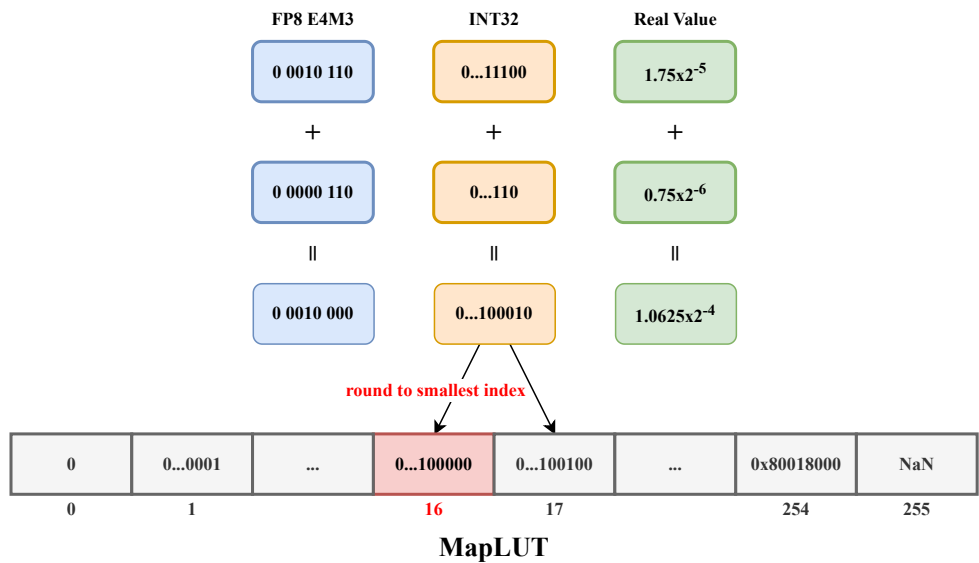 FP8 E4M3 INT32 Real Value
0 0010 110 0...11100 1.75x2-5
+ + +
0 0000 110 0...110 0.75x2-6
= = =
0 0010 000 0...100010 1.0625x2-4
round to smallest index
0 0...0001 ... 0...100000 0...100100 ... 0x80018000 NaN
0 1 16 17 254 255
MapLUT